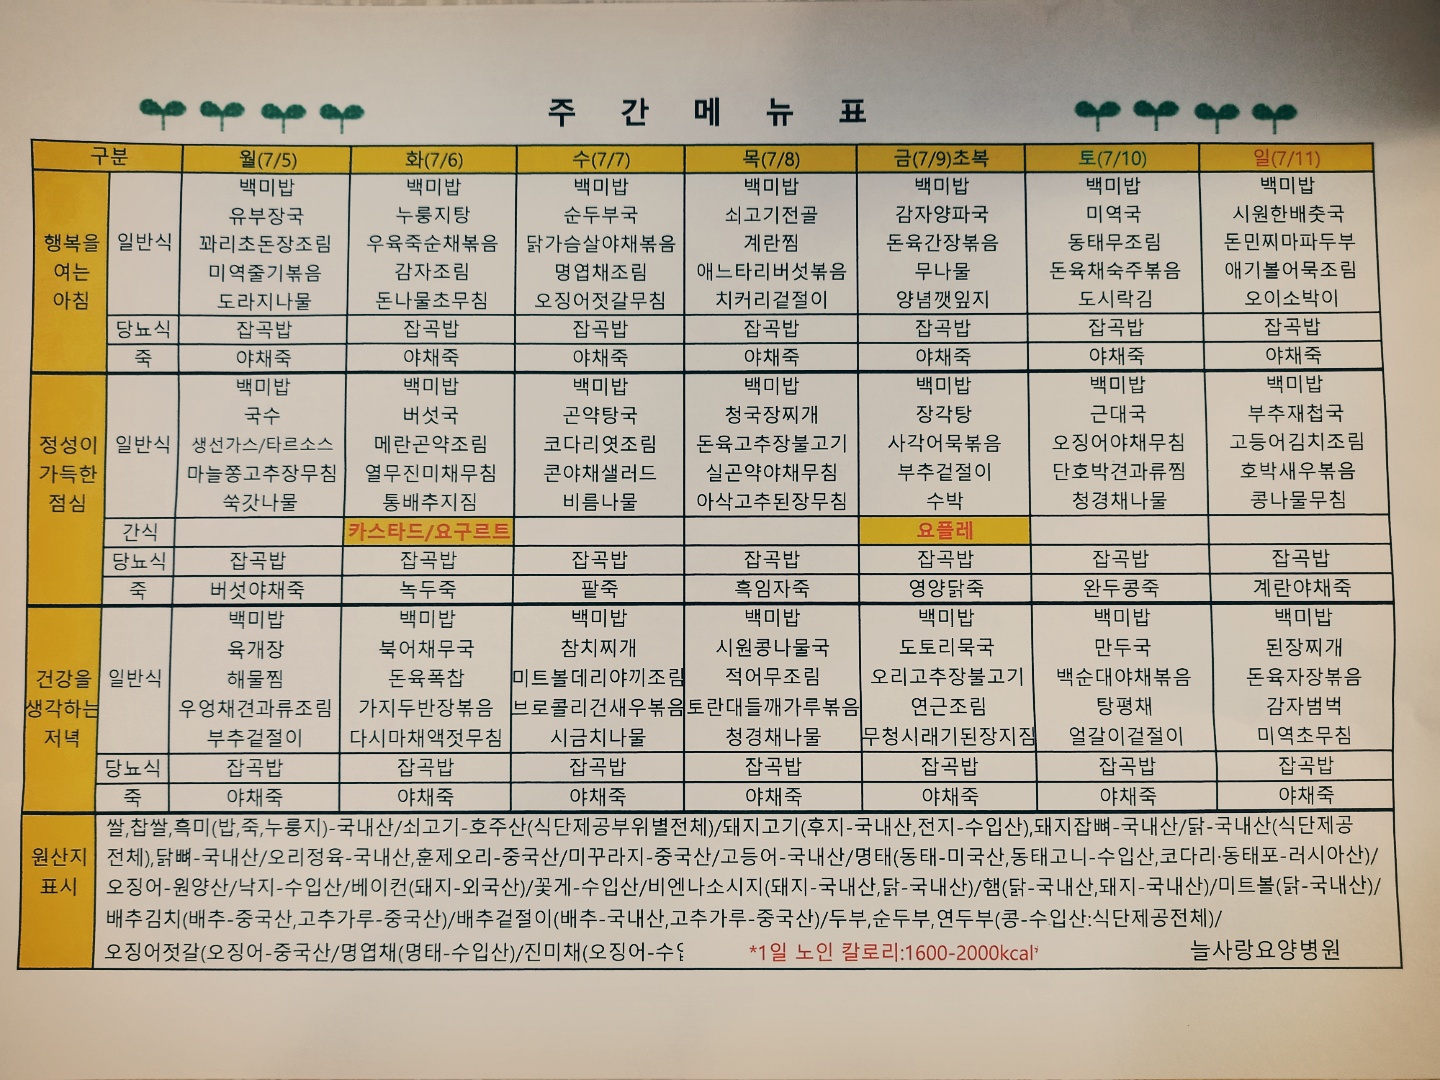 주 간 메 뉴 표
구분 월(7/5) 화(7/6) 수(7/7) 목(7/8) 금(7/9)초복 토(7/10) 일(7/11)
행복을
여는
아침
일반식
백미밥 백미밥 백미밥 백미밥 백미밥 백미밥 백미밥
유부장국 누룽지탕 순두부국 쇠고기전골 감자양파국 미역국 시원한배춧국
꽈리초돈장조림 우육죽순채볶음 닭가슴살야채볶음 계란찜 돈육간장볶음 동태무조림 돈민찌마파두부
미역줄기볶음 감자조림 명엽채조림 애느타리버섯볶음 무나물 돈육채숙주볶음 애기볼어묵조림
도라지나물 돈나물초무침 오징어젓갈무침 치커리겉절이 양념깻잎지 도시락김 오이소박이
당뇨식 잡곡밥 잡곡밥 잡곡밥 잡곡밥 잡곡밥 잡곡밥 잡곡밥
죽 야채죽 야채죽 야채죽 야채죽 야채죽 야채죽 야채죽
정성이
가득한
점심
일반식
백미밥 백미밥 백미밥 백미밥 백미밥 백미밥 백미밥
국수 버섯국 곤약탕국 청국장찌개 장각탕 근대국 부추재첩국
생선가스/타르소스 메란곤약조림 코다리엿조림 돈육고추장불고기 사각어묵볶음 오징어야채무침 고등어김치조림
마늘쫑고추장무침 열무진미채무침 콘야채샐러드 실곤약야채무침 부추겉절이 단호박견과류찜 호박새우볶음
쑥갓나물 통배추지짐 비름나물 아삭고추된장무침 수박 청경채나물 콩나물무침
간식 카스타드/요구르트 요플레
당뇨식 잡곡밥 잡곡밥 잡곡밥 잡곡밥 잡곡밥 잡곡밥 잡곡밥
죽 버섯야채죽 녹두죽 팥죽 흑임자죽 영양닭죽 완두콩죽 계란야채죽
건강을
생각하는
저녁
일반식
백미밥 백미밥 백미밥 백미밥 백미밥 백미밥 백미밥
육개장 북어채무국 참치찌개 시원콩나물국 도토리묵국 만두국 된장찌개
해물찜 돈육폭찹 미트볼데리야끼조림 적어무조림 오리고추장불고기 백순대야채볶음 돈육자장볶음
우엉채견과류조림 가지두반장볶음 브로콜리건새우볶음 토란대들깨가루볶음 연근조림 탕평채 감자범벅
부추겉절이 다시마채액젓무침 시금치나물 청경채나물 무청시래기된장지짐 얼갈이겉절이 미역초무침
당뇨식 잡곡밥 잡곡밥 잡곡밥 잡곡밥 잡곡밥 잡곡밥 잡곡밥
죽 야채죽 야채죽 야채죽 야채죽 야채죽 야채죽 야채죽
원산지
표시
쌀,찹쌀,흑미(밥,죽,누룽지)-국내산/쇠고기-호주산(식단제공부위별전체)/돼지고기(후지-국내산,전지-수입산),돼지잡뼈-국내산/닭-국내산(식단제공
전체),닭뼈-국내산/오리정육-국내산,훈제오리-중국산/미꾸라지-중국산/고등어-국내산/명태(동태-미국산,동태고니-수입산,코다리·동태포-러시아산)/
오징어-원양산/낙지-수입산/베이컨(돼지-외국산)/꽃게-수입산/비엔나소시지(돼지-국내산,닭-국내산)/햄(닭-국내산,돼지-국내산)/미트볼(닭-국내산)/
배추김치(배추-중국산,고추가루-중국산)/배추겉절이(배추-국내산,고추가루-중국산)/두부,순두부,연두부(콩-수입산:식단제공전체)/
오징어젓갈(오징어-중국산/명엽채(명태-수입산)/진미채(오징어-수 *1일 노인 칼로리:1600-2000kcal* 늘사랑요양병원